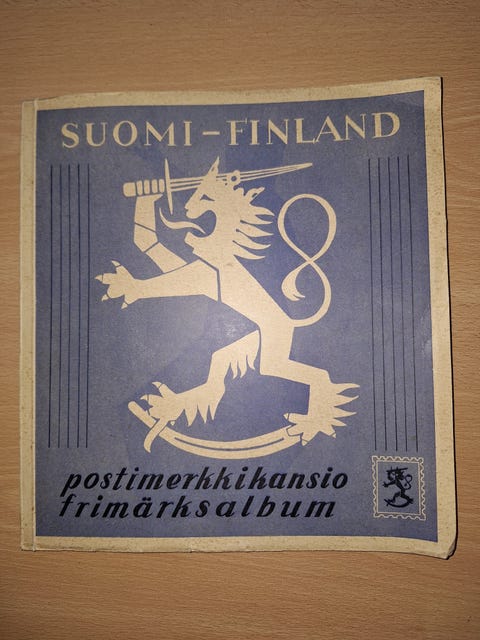 SUOMI-FINLAND
postimerkkikansio
frimärksalbum